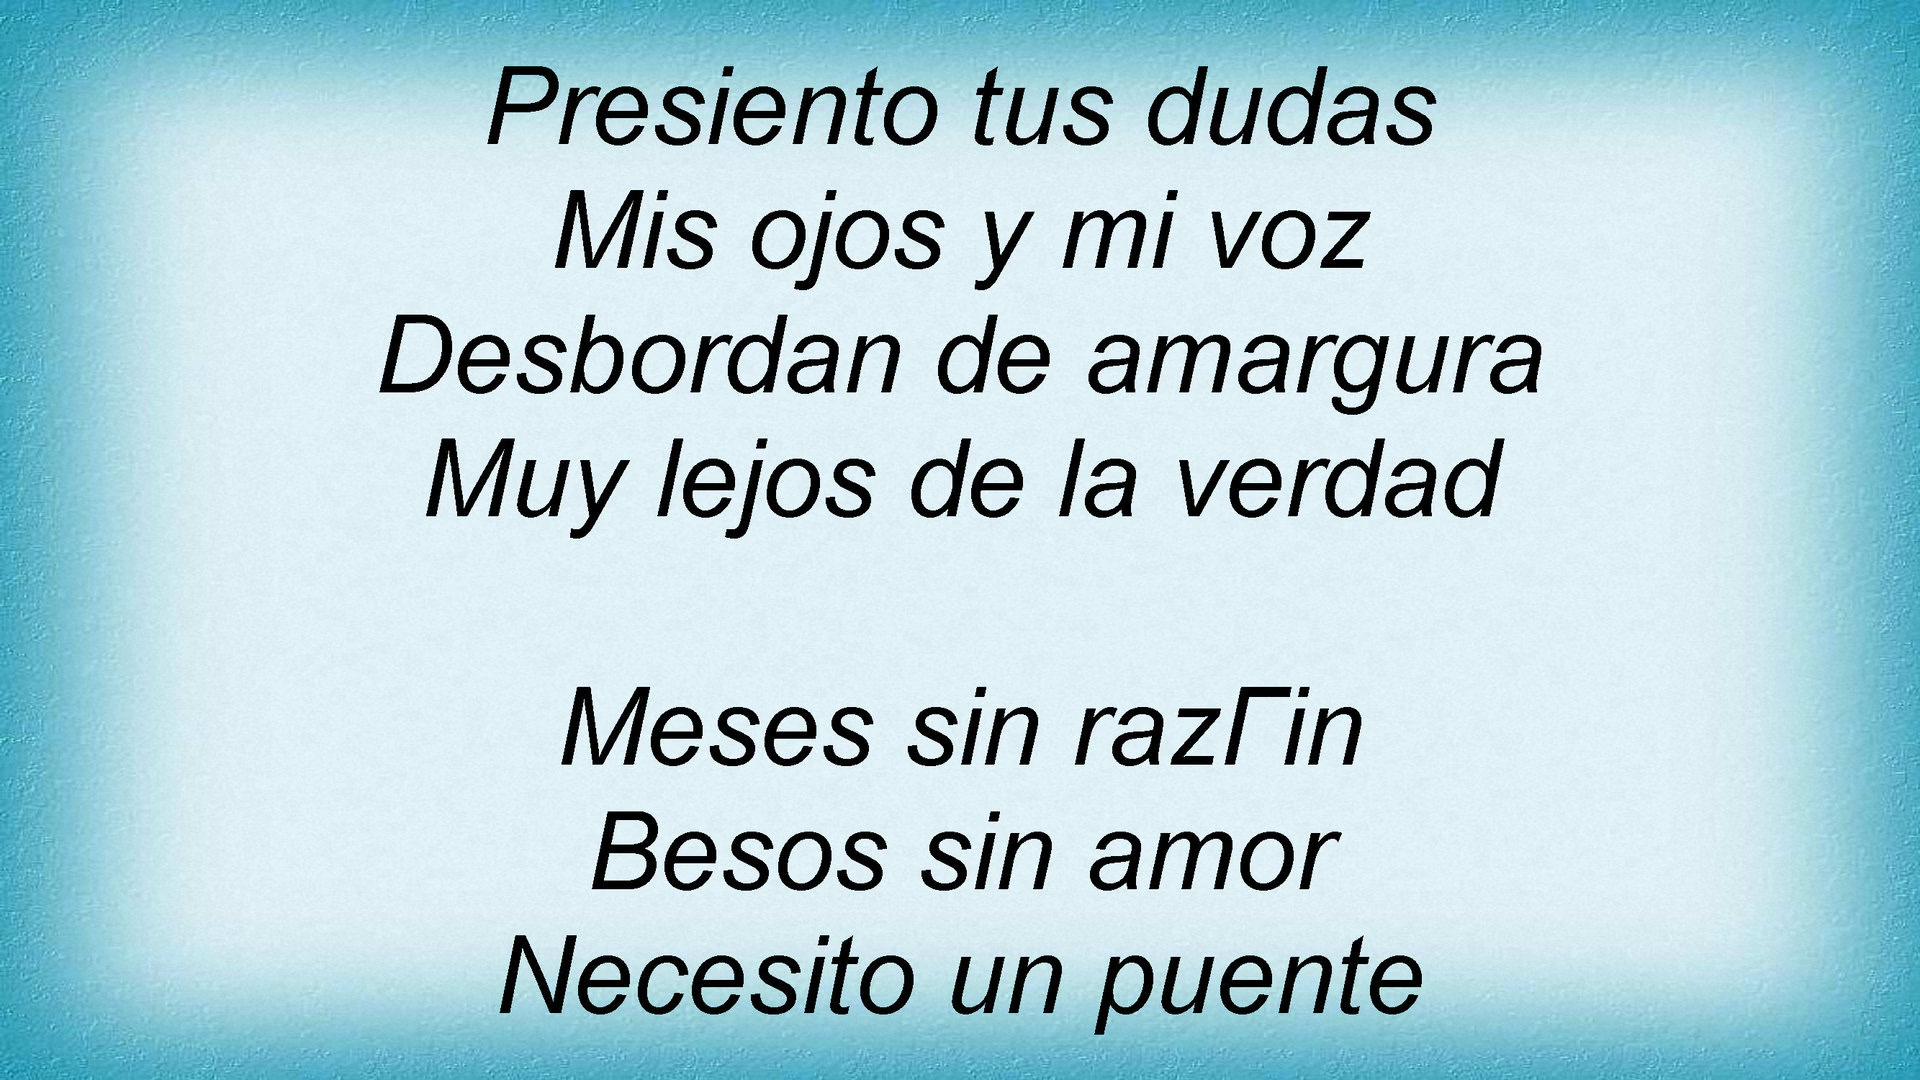 Presiento tus dudas
Mis ojos y mi voz
Desbordan de amargura
Muy lejos de la verdad
Meses sin razГіn
Besos sin amor
Necesito un puente